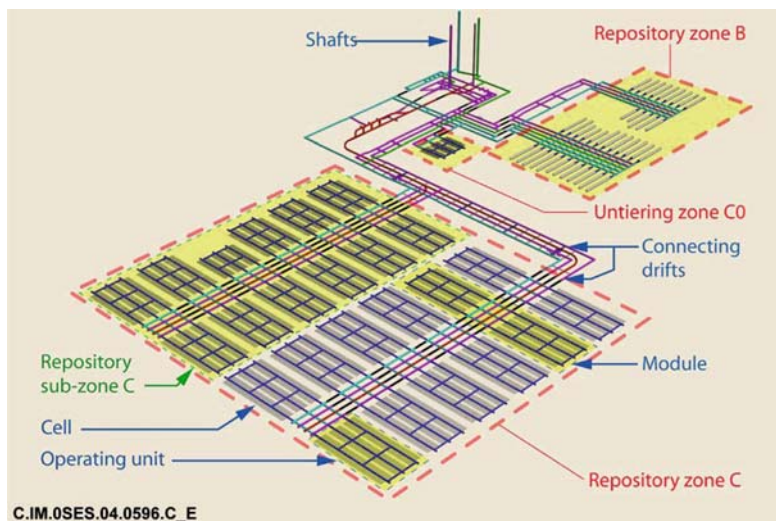 Shafts
Repository zone B
Untiering zone C0
Connecting
drifts
Repository
sub-zone C
Module
Cell
Operating unit
Repository zone C
C.IM.0SES.04.0596.C_E